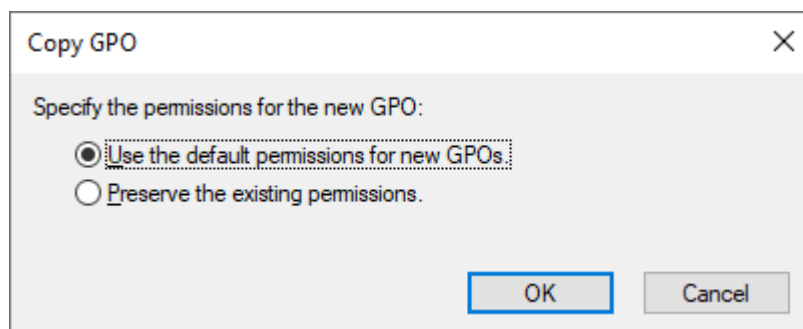 Copy GPO
Specify the permissions for the new GPO:
Use the default permissions for new GPOs.
Preserve the existing permissions.
OK
Cancel